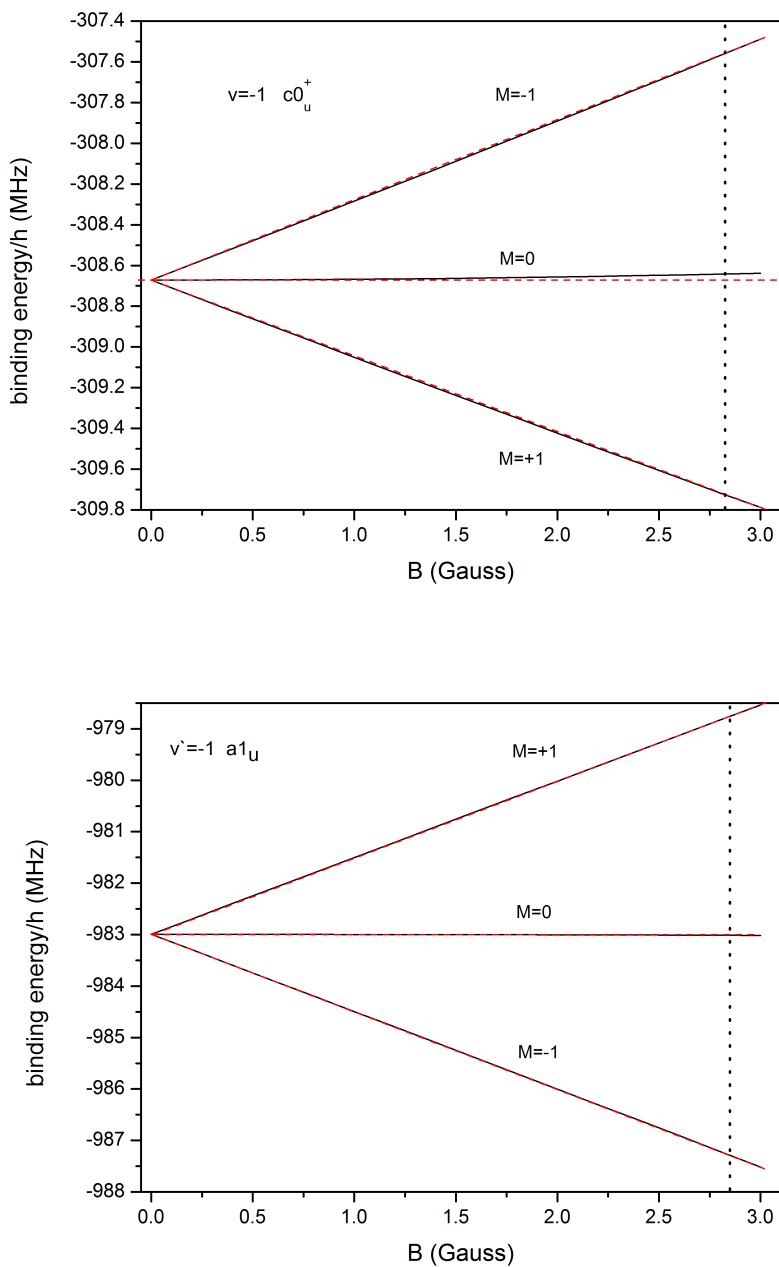 -307.4
-307.6
-307.8
-308.0
-308.2
-308.4
-308.6
-308.8
-309.0
-309.2
-309.4
-309.6
-309.8
binding energy/h (MHz)
v=-1 c0u+
M=-1
M=0
M=+1
0.0 0.5 1.0 1.5 2.0 2.5 3.0
B (Gauss)
-979
-980
-981
-982
-983
-984
-985
-986
-987
-988
binding energy/h (MHz)
v`=-1 a1u
M=+1
M=0
M=-1
0.0 0.5 1.0 1.5 2.0 2.5 3.0
B (Gauss)